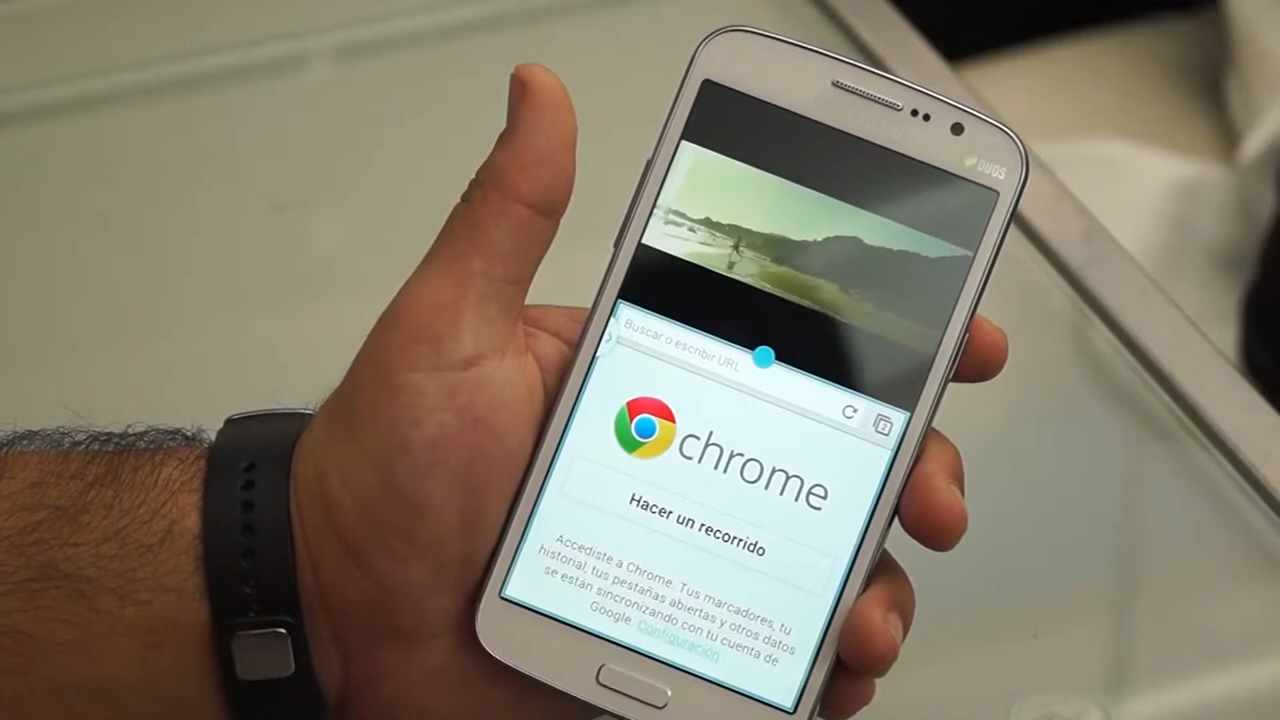 DUOS
Buscar o escribir URL
2
chrome
Hacer un recorrido
Accediste a Chrome. Tus marcadores, tu
historial, tus pestañas abiertas y otros datos
se están sincronizando con tu cuenta de
Google. Configuración